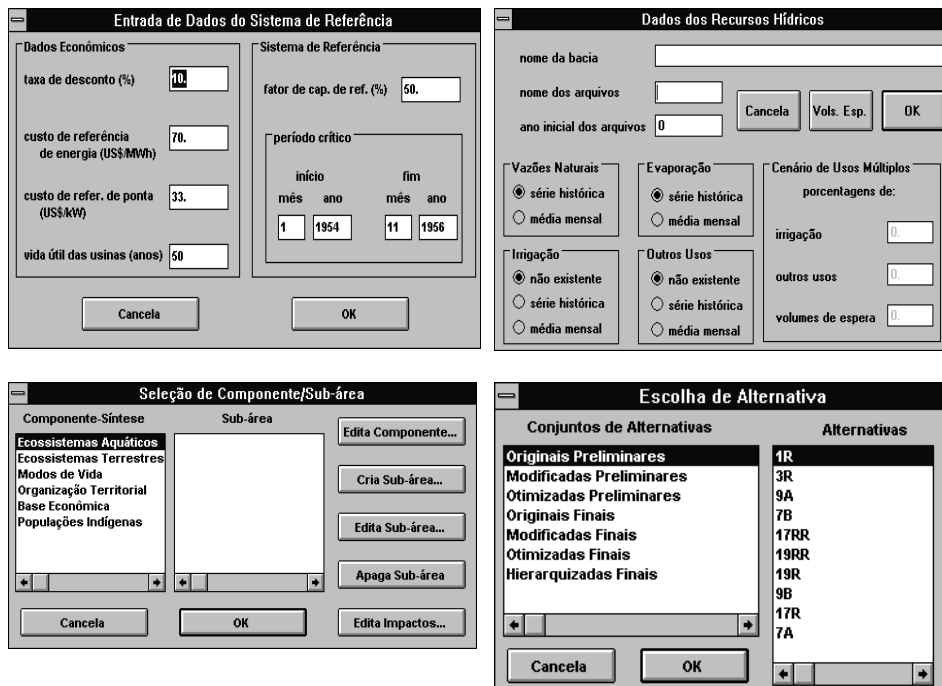 Entrada de Dados do Sistema de Referência
Dados Econômicos
taxa de desconto (%) 10.
custo de referência
de energia (US$/MWh) 70.
custo de refer. de ponta 33.
(US$/kW)
vida útil das usinas (anos) 50
Sistema de Referência
fator de cap. de ref. (%) 50.
período crítico
início fim
mês ano mês ano
1 1954 11 1956
Cancela OK
Dados dos Recursos Hídricos
nome da bacia
nome dos arquivos
ano inicial dos arquivos 0
Cancela Vols. Esp. OK
Vazões Naturais
série histórica
média mensal
Evaporação
série histórica
média mensal
Irrigação
não existente
série histórica
média mensal
Outros Usos
não existente
série histórica
média mensal
Cenário de Usos Múltiplos
porcentagens de:
irrigação 0.
outros usos 0.
volumes de espera 0.
Seleção de Componente/Sub-área
Componente-Síntese
Ecossistemas Aquáticos
Ecossistemas Terrestres
Modos de Vida
Organização Territorial
Base Econômica
Populações Indígenas
Sub-área
Edita Componente...
Cria Sub-área...
Edita Sub-área...
Apaga Sub-área
Edita Impactos...
Cancela OK
Escolha de Alternativa
Conjuntos de Alternativas
Originais Preliminares
Modificadas Preliminares
Otimizadas Preliminares
Originais Finais
Modificadas Finais
Otimizadas Finais
Hierarquizadas Finais
Alternativas
1R
3R
9A
7B
17RR
19RR
19R
9B
17R
7A
Cancela OK